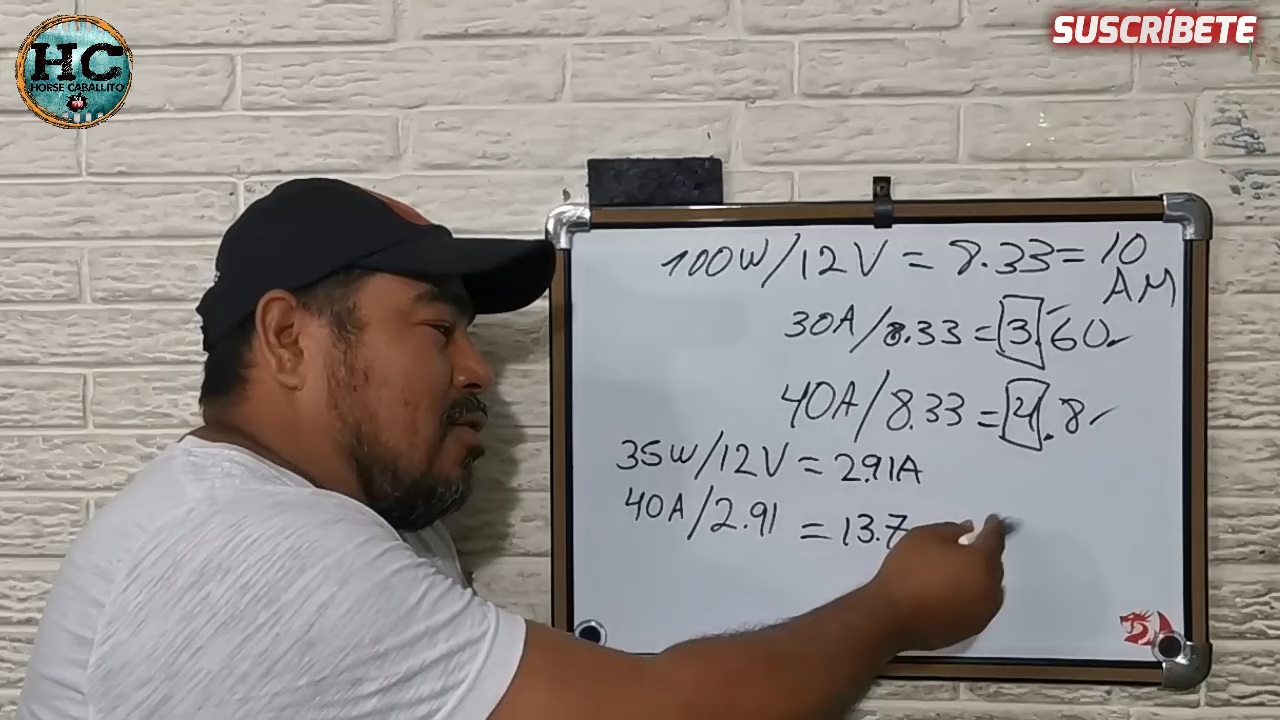 HC
HORSE CABALLITO
SUSCRÍBETE
100W/12V = 8.33 = 10
AM
30A/8.33 = 3.60
40A/8.33 = 4.8
35W/12V = 2.91A
40A/2.91 = 13.7